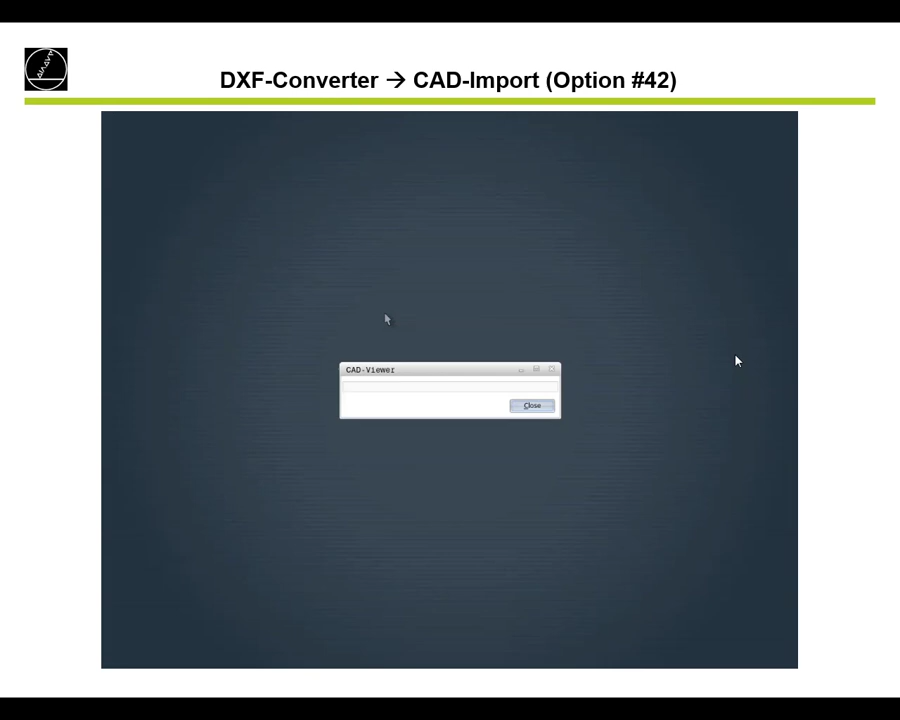 DXF-Converter → CAD-Import (Option #42)
CAD-Viewer
Close